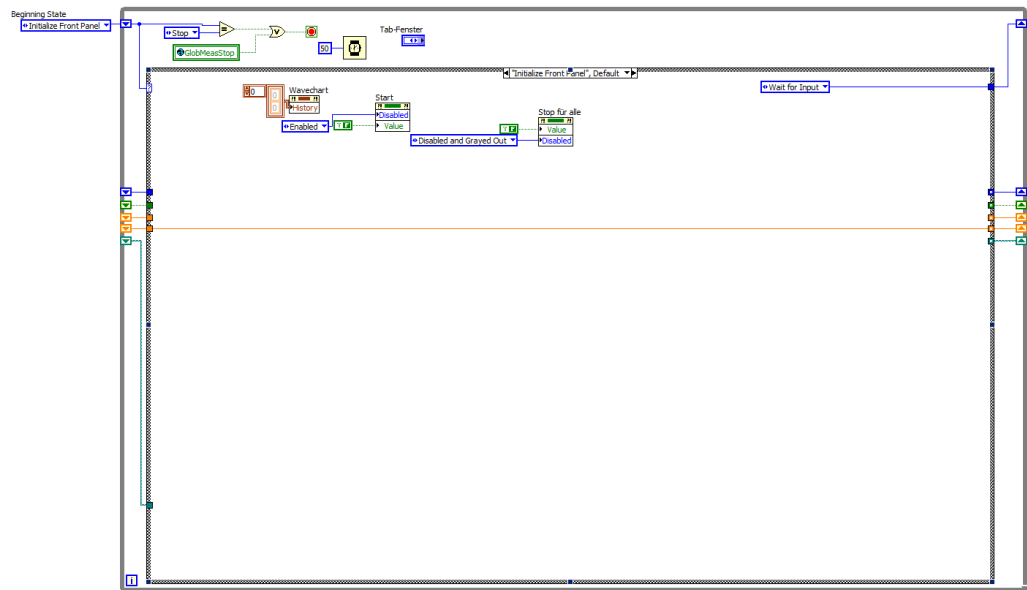 Beginning State
Initialize Front Panel
Stop
=
V
GlobMeasStop
50
Tab-Fenster
"Initialize Front Panel", Default
Wait for Input
0
0
0
Wavechart
History
Start
Disabled
Value
Enabled
T F
Stop für alle
T F
Value
Disabled and Grayed Out
Disabled
i